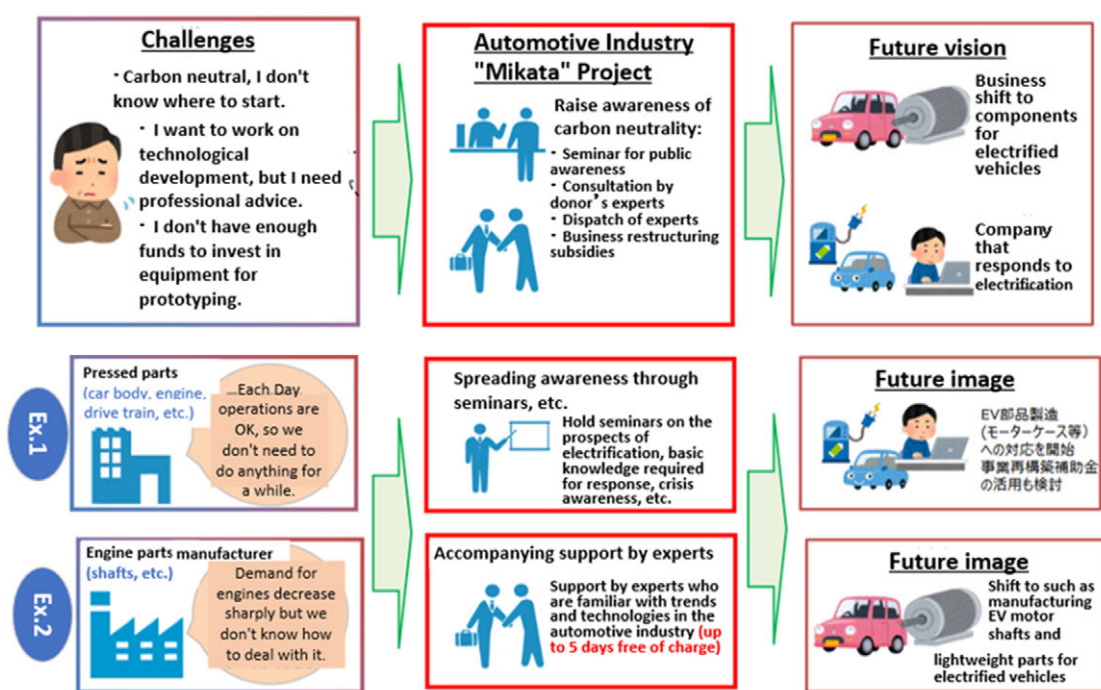 Challenges
· Carbon neutral, I don't
know where to start.
· I want to work on
technological
development, but I need
professional advice.
· I don't have enough
funds to invest in
equipment for
prototyping.
Automotive Industry
"Mikata" Project
Raise awareness of
carbon neutrality:
· Seminar for public
awareness
· Consultation by
donor's experts
· Dispatch of experts
· Business restructuring
subsidies
Future vision
Business
shift to
components
for
electrified
vehicles
Company
that
responds to
electrification
Ex.1
Pressed parts
(car body, engine,
drive train, etc.)
...Each Day
operations are
OK, so we
don't need to
do anything for
a while.
Spreading awareness through
seminars, etc.
Hold seminars on the
prospects of
electrification, basic
knowledge required
for response, crisis
awareness, etc.
Future image
EV部品製造
(モーターケース等)
への対応を開始
事業再構築補助金
の活用も検討
Ex.2
Engine parts manufacturer
(shafts, etc.)
Demand for
engines decrease
sharply but we
don't know how
to deal with it.
Accompanying support by experts
Support by experts who
are familiar with trends
and technologies in the
automotive industry (up
to 5 days free of charge)
Future image
Shift to such as
manufacturing
EV motor
shafts and
lightweight parts for
electrified vehicles